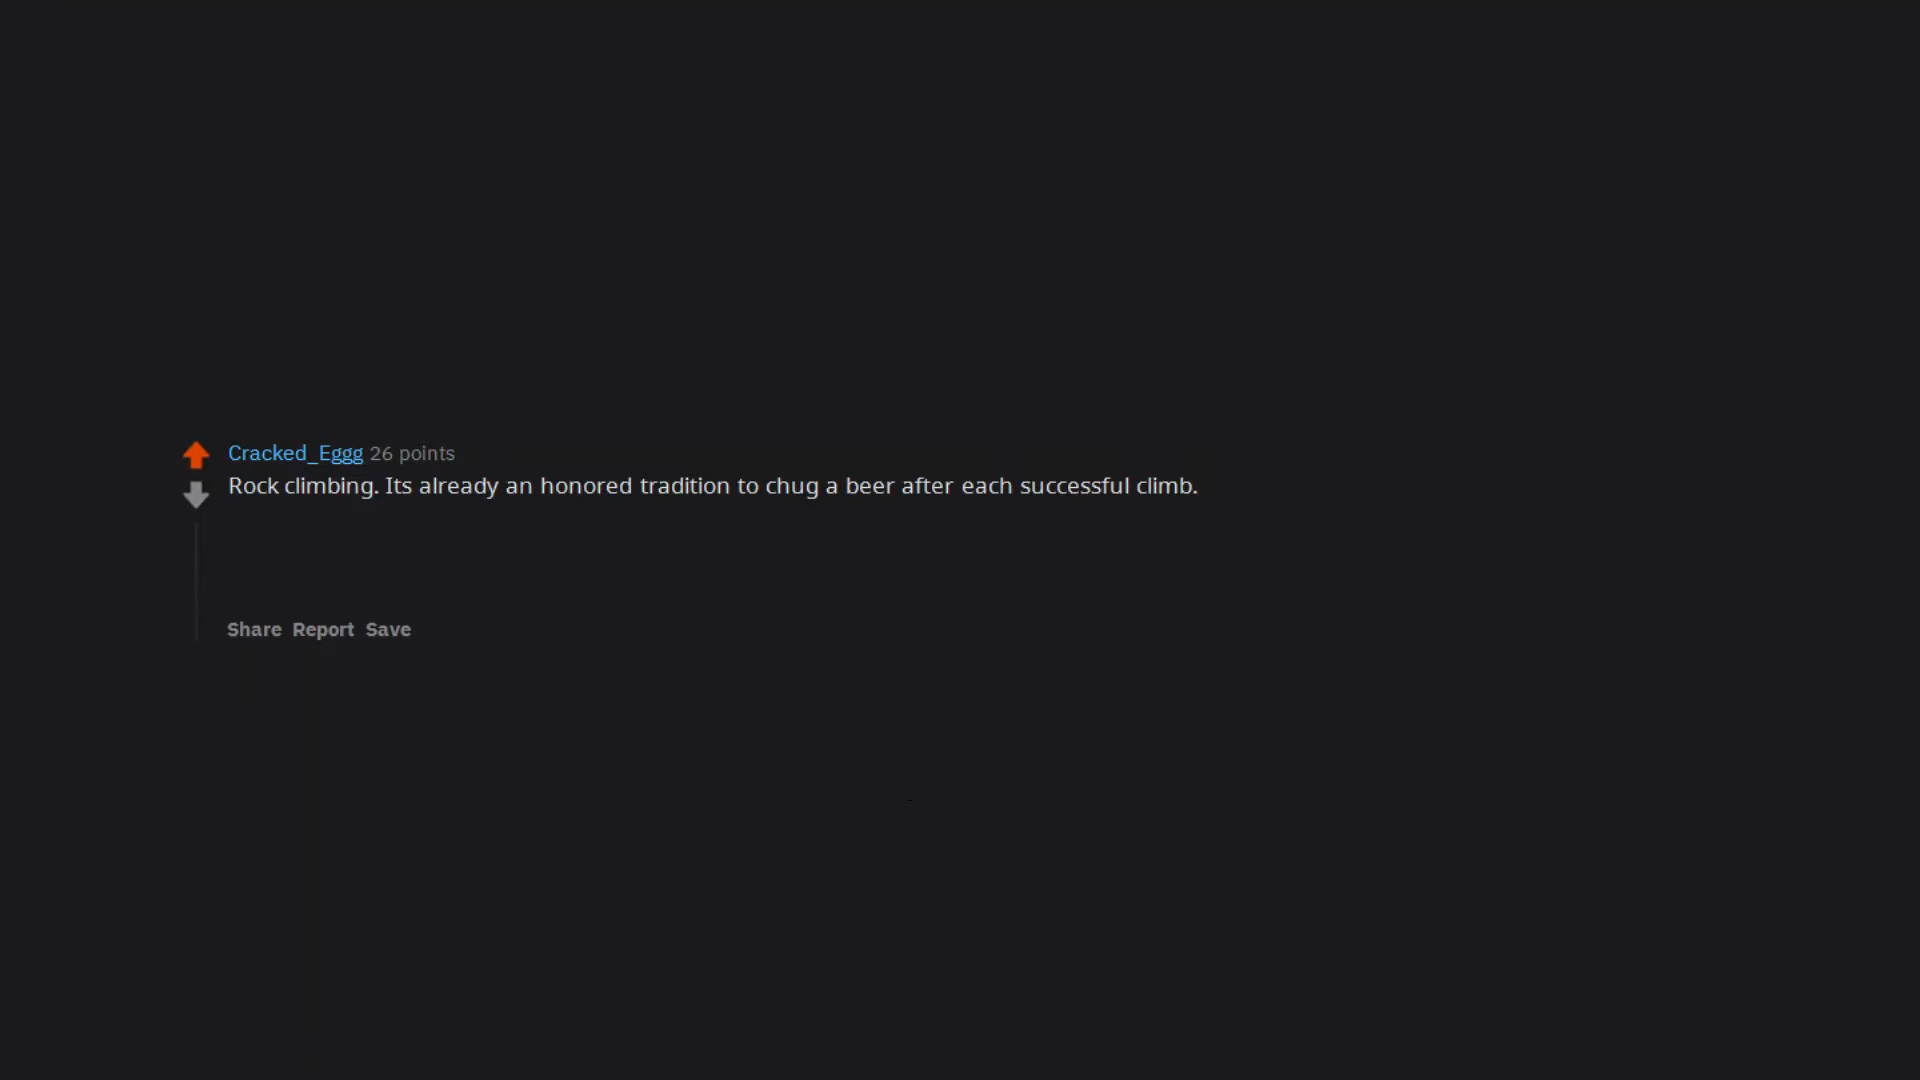 Cracked_Eggg 26 points
Rock climbing. Its already an honored tradition to chug a beer after each successful climb.
Share Report Save